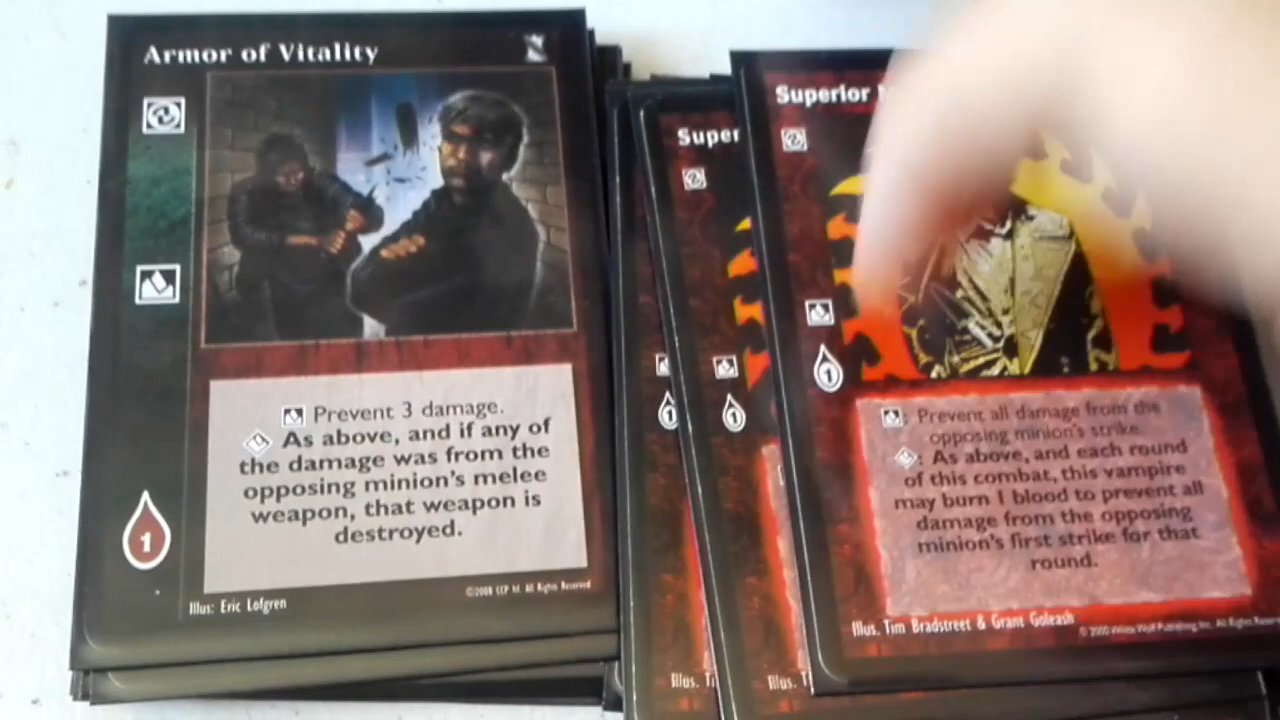 Armor of Vitality
Prevent 3 damage.
As above, and if any of
the damage was from the
opposing minion's melee
weapon, that weapon is
destroyed.
1
Illus: Eric Lofgren
©2008 CCP hf. All Rights Reserved
Super
1
1
Illus. T
Illus. T
Superior
1
: Prevent all damage from the
opposing minion's strike.
: As above, and each round
of this combat, this vampire
may burn 1 blood to prevent all
damage from the opposing
minion's first strike for that
round.
Illus. Tim Bradstreet & Grant Goleash
© 2000 White Wolf Publishing, Inc. All Rights Reser